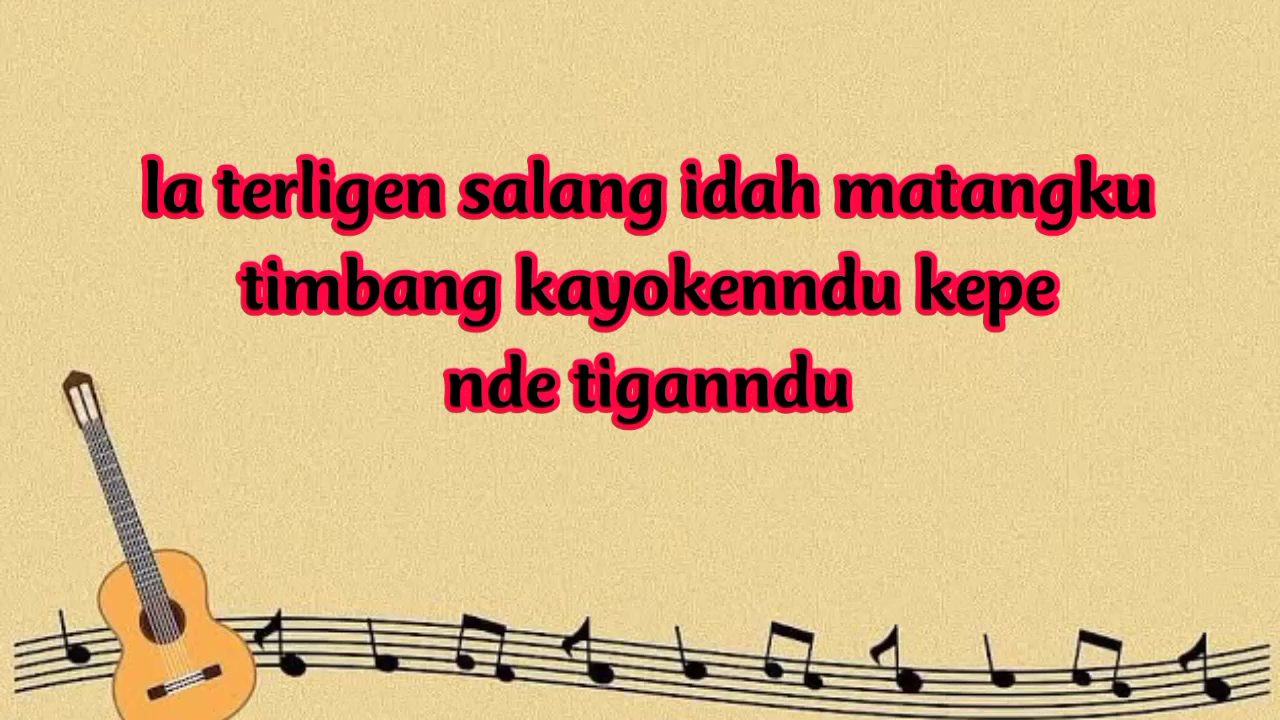 la terligen salang idah matangku
timbang kayokenndu kepe
nde tiganndu